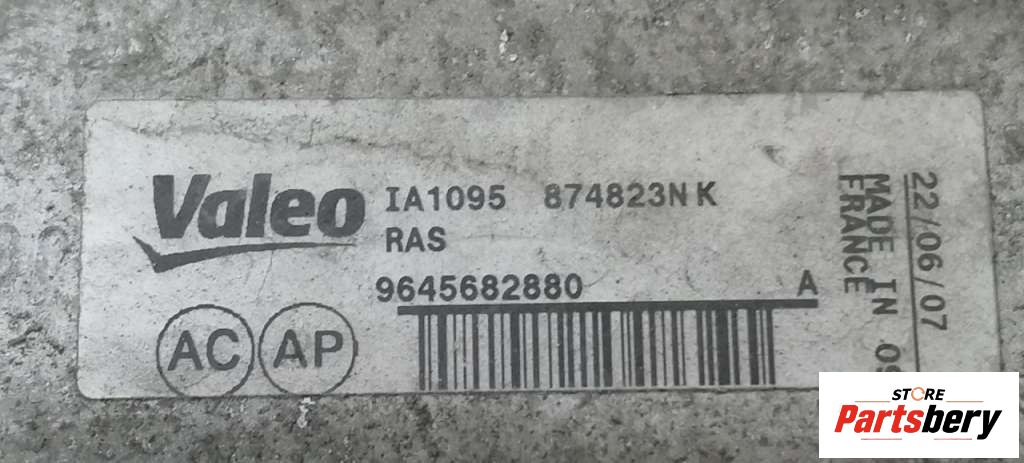 Valeo
IA1095 874823N K
RAS
9645682880 A
AC AP
22/06/07
MADE IN
FRANCE
STORE
Partsbery